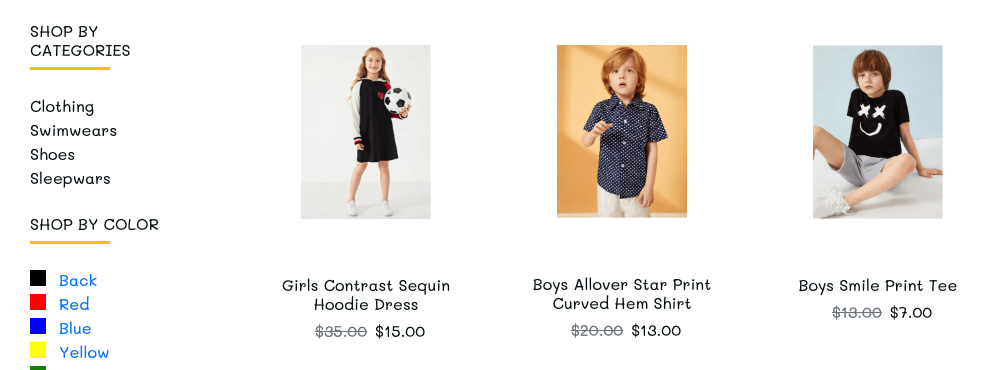 SHOP BY
CATEGORIES
Clothing
Swimwears
Shoes
Sleepwars
SHOP BY COLOR
Back
Red
Blue
Yellow
Girls Contrast Sequin
Hoodie Dress
$35.00 $15.00
Boys Allover Star Print
Curved Hem Shirt
$20.00 $13.00
Boys Smile Print Tee
$13.00 $7.00